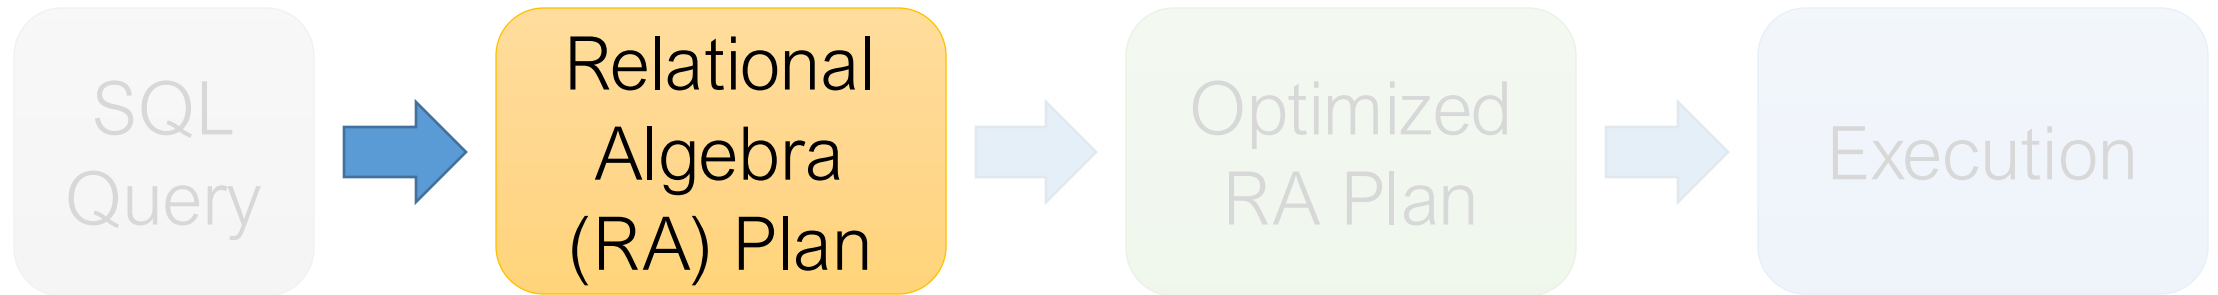 SQL
Query
Relational
Algebra
(RA) Plan
Optimized
RA Plan
Execution